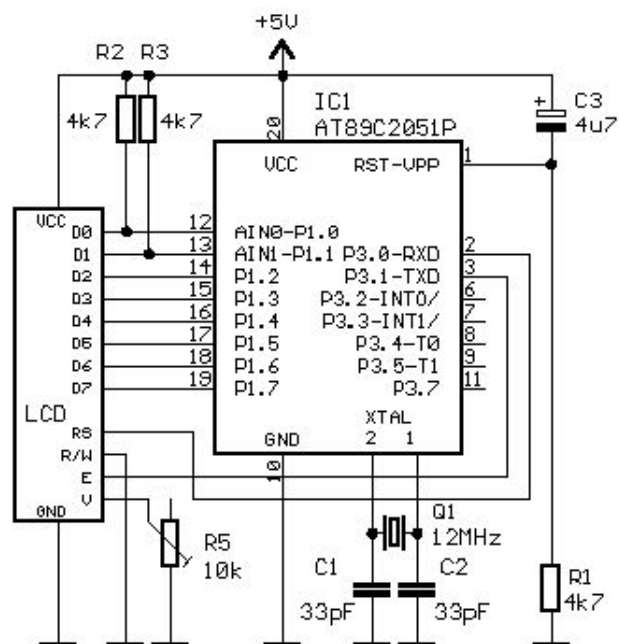 +5V
R2 R3
4k7 4k7
IC1
AT89C2051P
C3
+
4u7
20
VCC
RST-VPP
1
VCC
D0
D1
D2
D3
D4
D5
D6
D7
LCD
RS
R/W
E
V
GND
12
13
14
15
16
17
18
19
AIN0-P1.0
AIN1-P1.1
P1.2
P1.3
P1.4
P1.5
P1.6
P1.7
P3.0-RXD
P3.1-TXD
P3.2-INT0/
P3.3-INT1/
P3.4-T0
P3.5-T1
P3.7
2
3
6
7
8
9
11
XTAL
GND
2 1
10
R5
10k
Q1
12MHz
C1
33pF
C2
33pF
R1
4k7